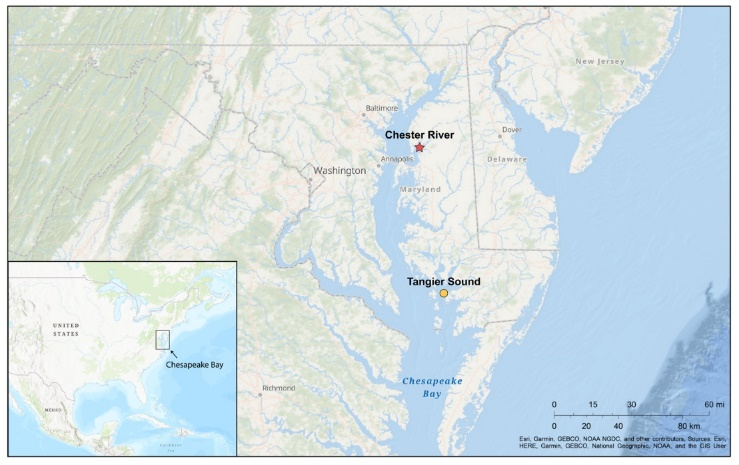 New Jersey
Baltimore
Chester River
Dover
Annapolis
Delaware
Washington
Maryland
Tangier Sound
UNITED
STATES
Chesapeake Bay
MÉXICO
Chesapeake
Bay
Richmond
0 15 30 60 mi
0 20 40 80 km
Esri, Garmin, GEBCO, NOAA NGDC, and other contributors, Sources: Esri,
HERE, Garmin, GEBCO, National Geographic, NOAA, and the GIS User